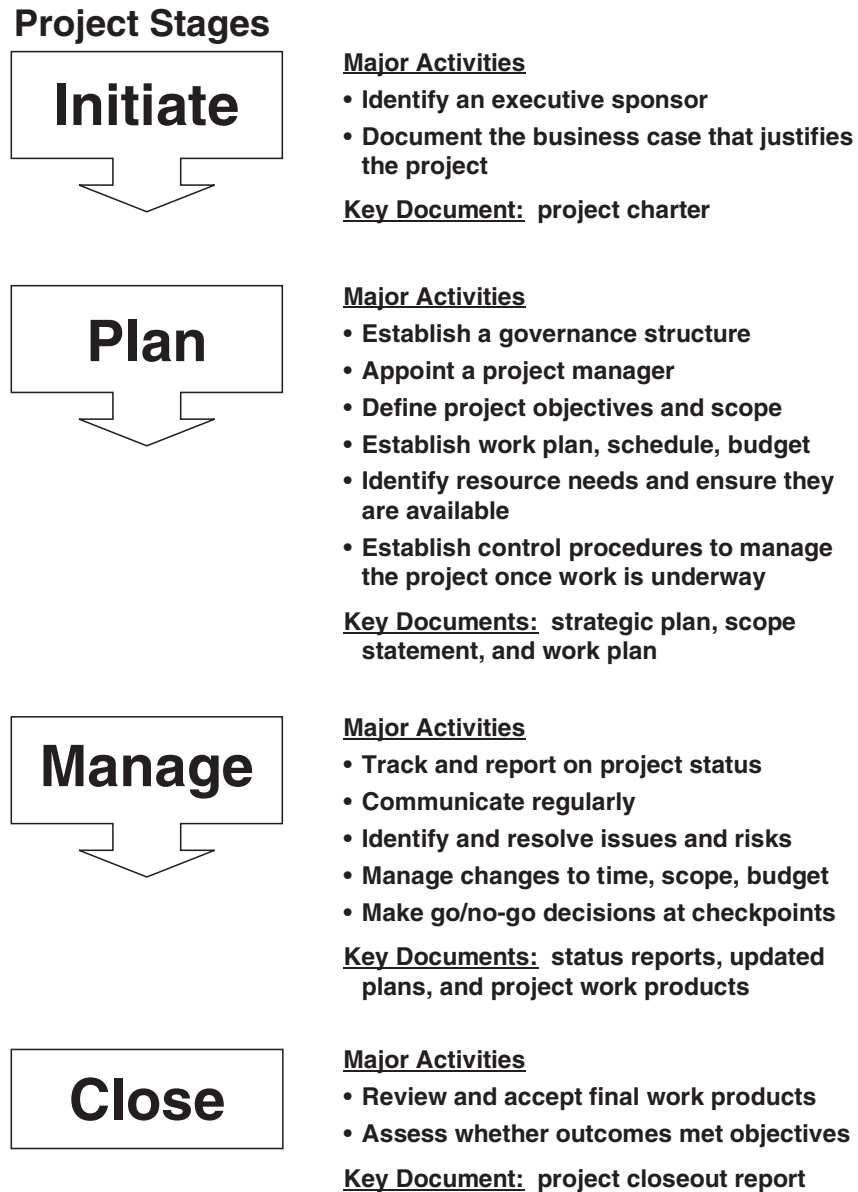 Project Stages
Initiate
Major Activities
• Identify an executive sponsor
• Document the business case that justifies
the project
Key Document: project charter
Plan
Major Activities
• Establish a governance structure
• Appoint a project manager
• Define project objectives and scope
• Establish work plan, schedule, budget
• Identify resource needs and ensure they
are available
• Establish control procedures to manage
the project once work is underway
Key Documents: strategic plan, scope
statement, and work plan
Manage
Major Activities
• Track and report on project status
• Communicate regularly
• Identify and resolve issues and risks
• Manage changes to time, scope, budget
• Make go/no-go decisions at checkpoints
Key Documents: status reports, updated
plans, and project work products
Close
Major Activities
• Review and accept final work products
• Assess whether outcomes met objectives
Key Document: project closeout report